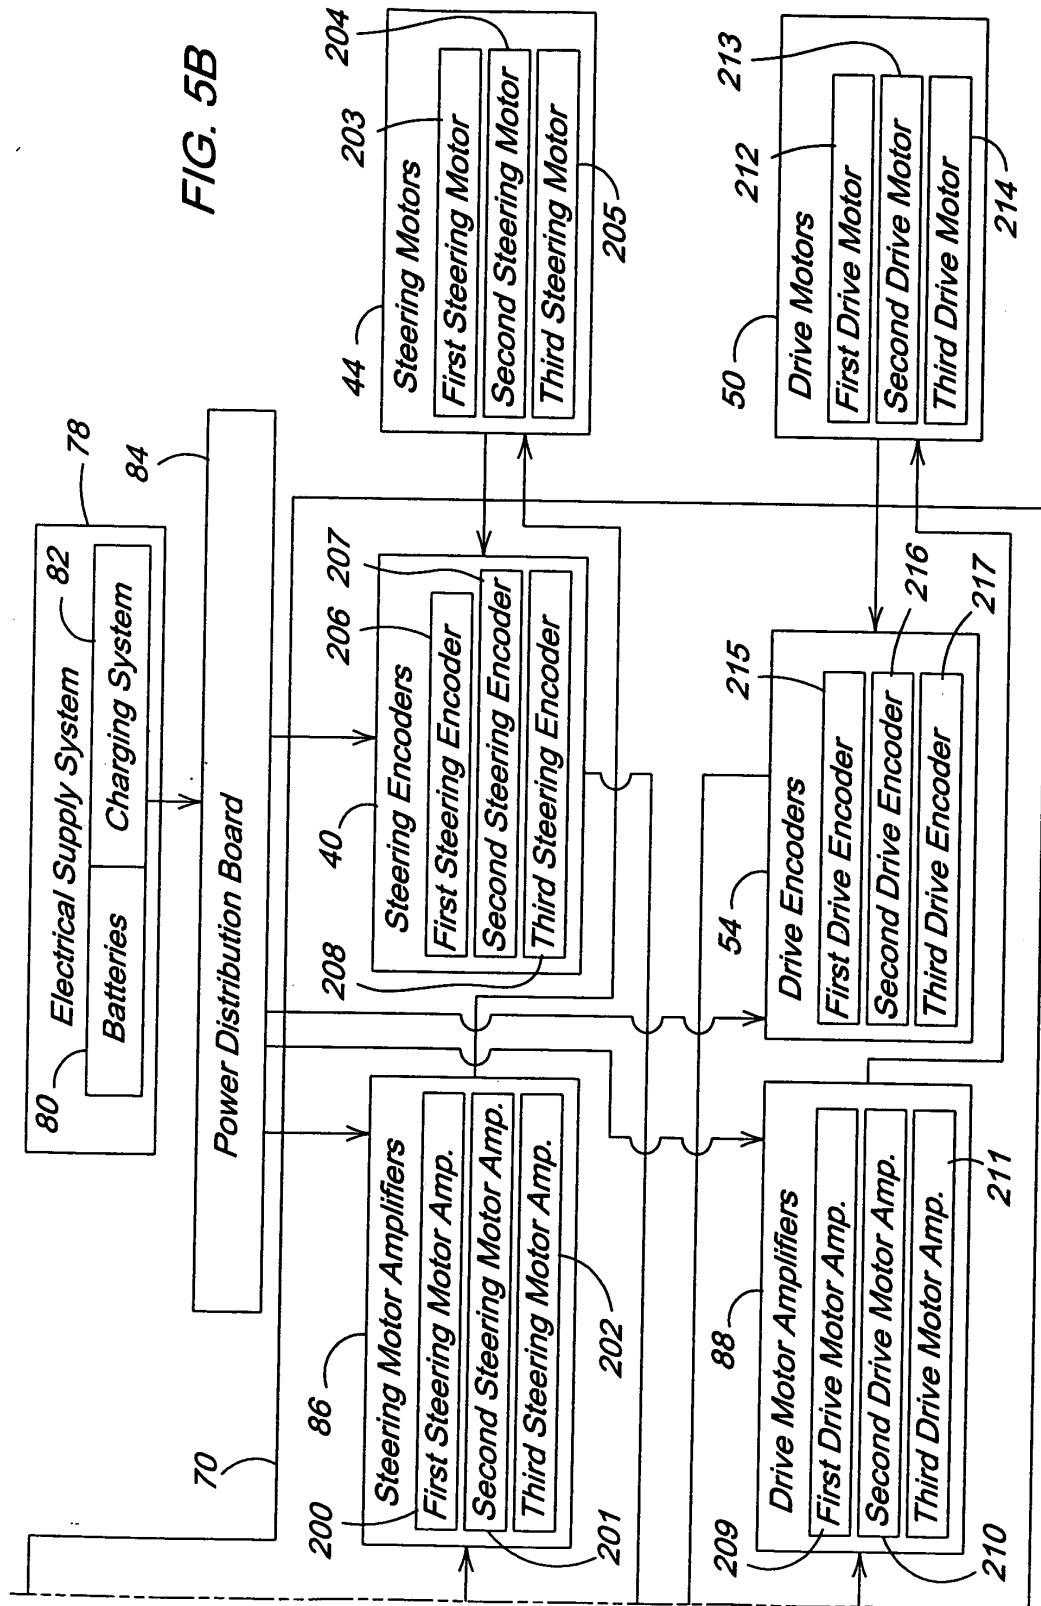 FIG. 5B
Electrical Supply System
78
80
Batteries
82
Charging System
84
Power Distribution Board
70
86
Steering Motor Amplifiers
200
First Steering Motor Amp.
Second Steering Motor Amp.
201
Third Steering Motor Amp.
202
40
Steering Encoders
206
First Steering Encoder
207
Second Steering Encoder
208
Third Steering Encoder
44
Steering Motors
203
First Steering Motor
204
Second Steering Motor
Third Steering Motor
205
88
Drive Motor Amplifiers
209
First Drive Motor Amp.
Second Drive Motor Amp.
210
Third Drive Motor Amp.
211
54
Drive Encoders
215
First Drive Encoder
Second Drive Encoder
216
Third Drive Encoder
217
50
Drive Motors
212
First Drive Motor
213
Second Drive Motor
Third Drive Motor
214